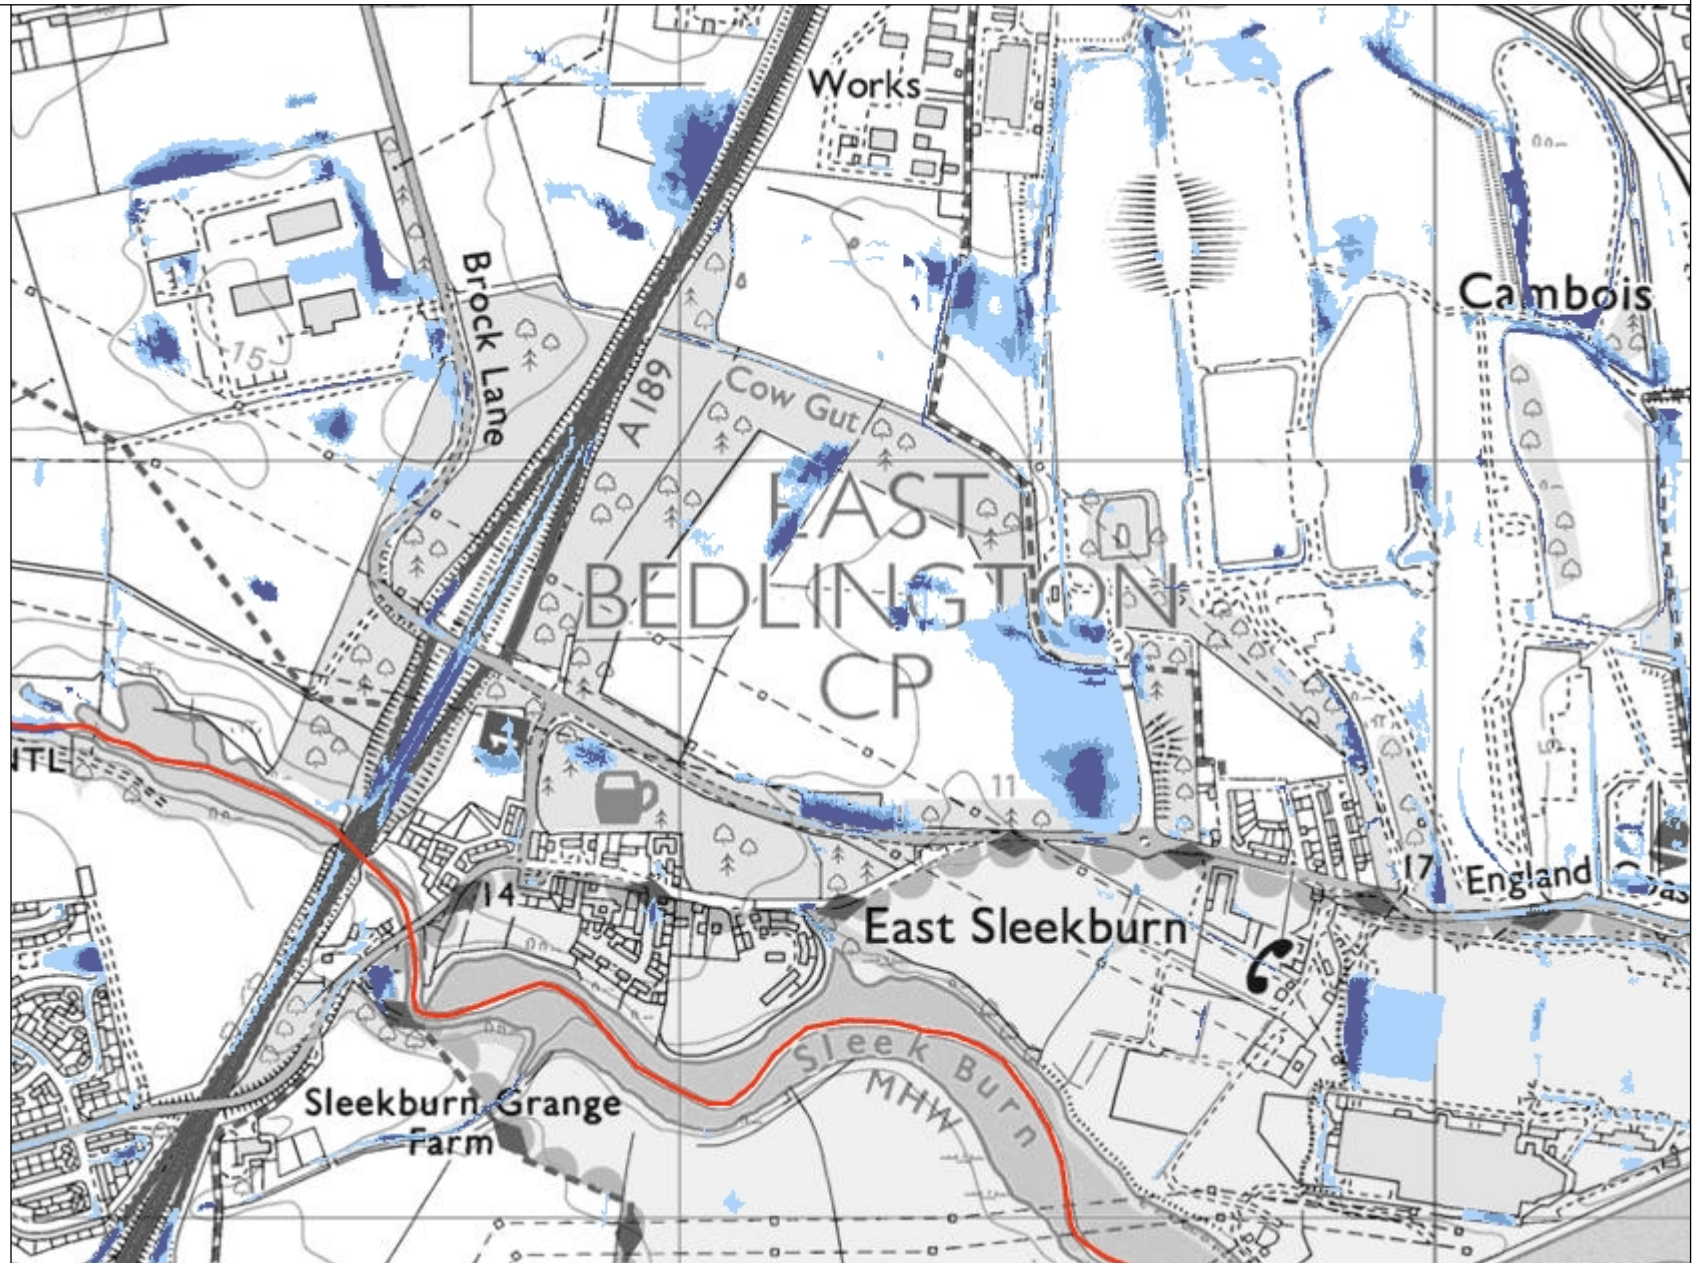 Works
Brock Lane
Cambois
15
A189
Cow Gut
EAST
BEDLINGTON
CP
11
NTL
14
17
England Coas
East Sleekburn
Sleek Burn
MHW
Sleekburn Grange
Farm